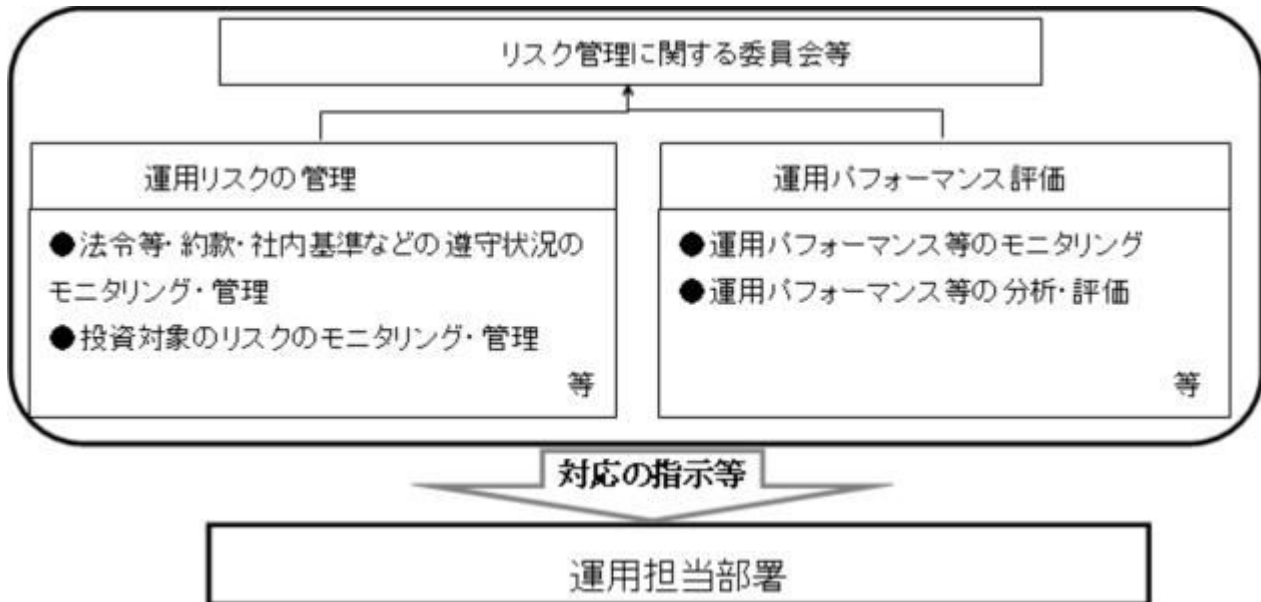 リスク管理に関する委員会等
運用リスクの管理
●法令等・約款・社内基準などの遵守状況の
モニタリング・管理
●投資対象のリスクのモニタリング・管理
等
運用パフォーマンス評価
●運用パフォーマンス等のモニタリング
●運用パフォーマンス等の分析・評価
等
対応の指示等
運用担当部署